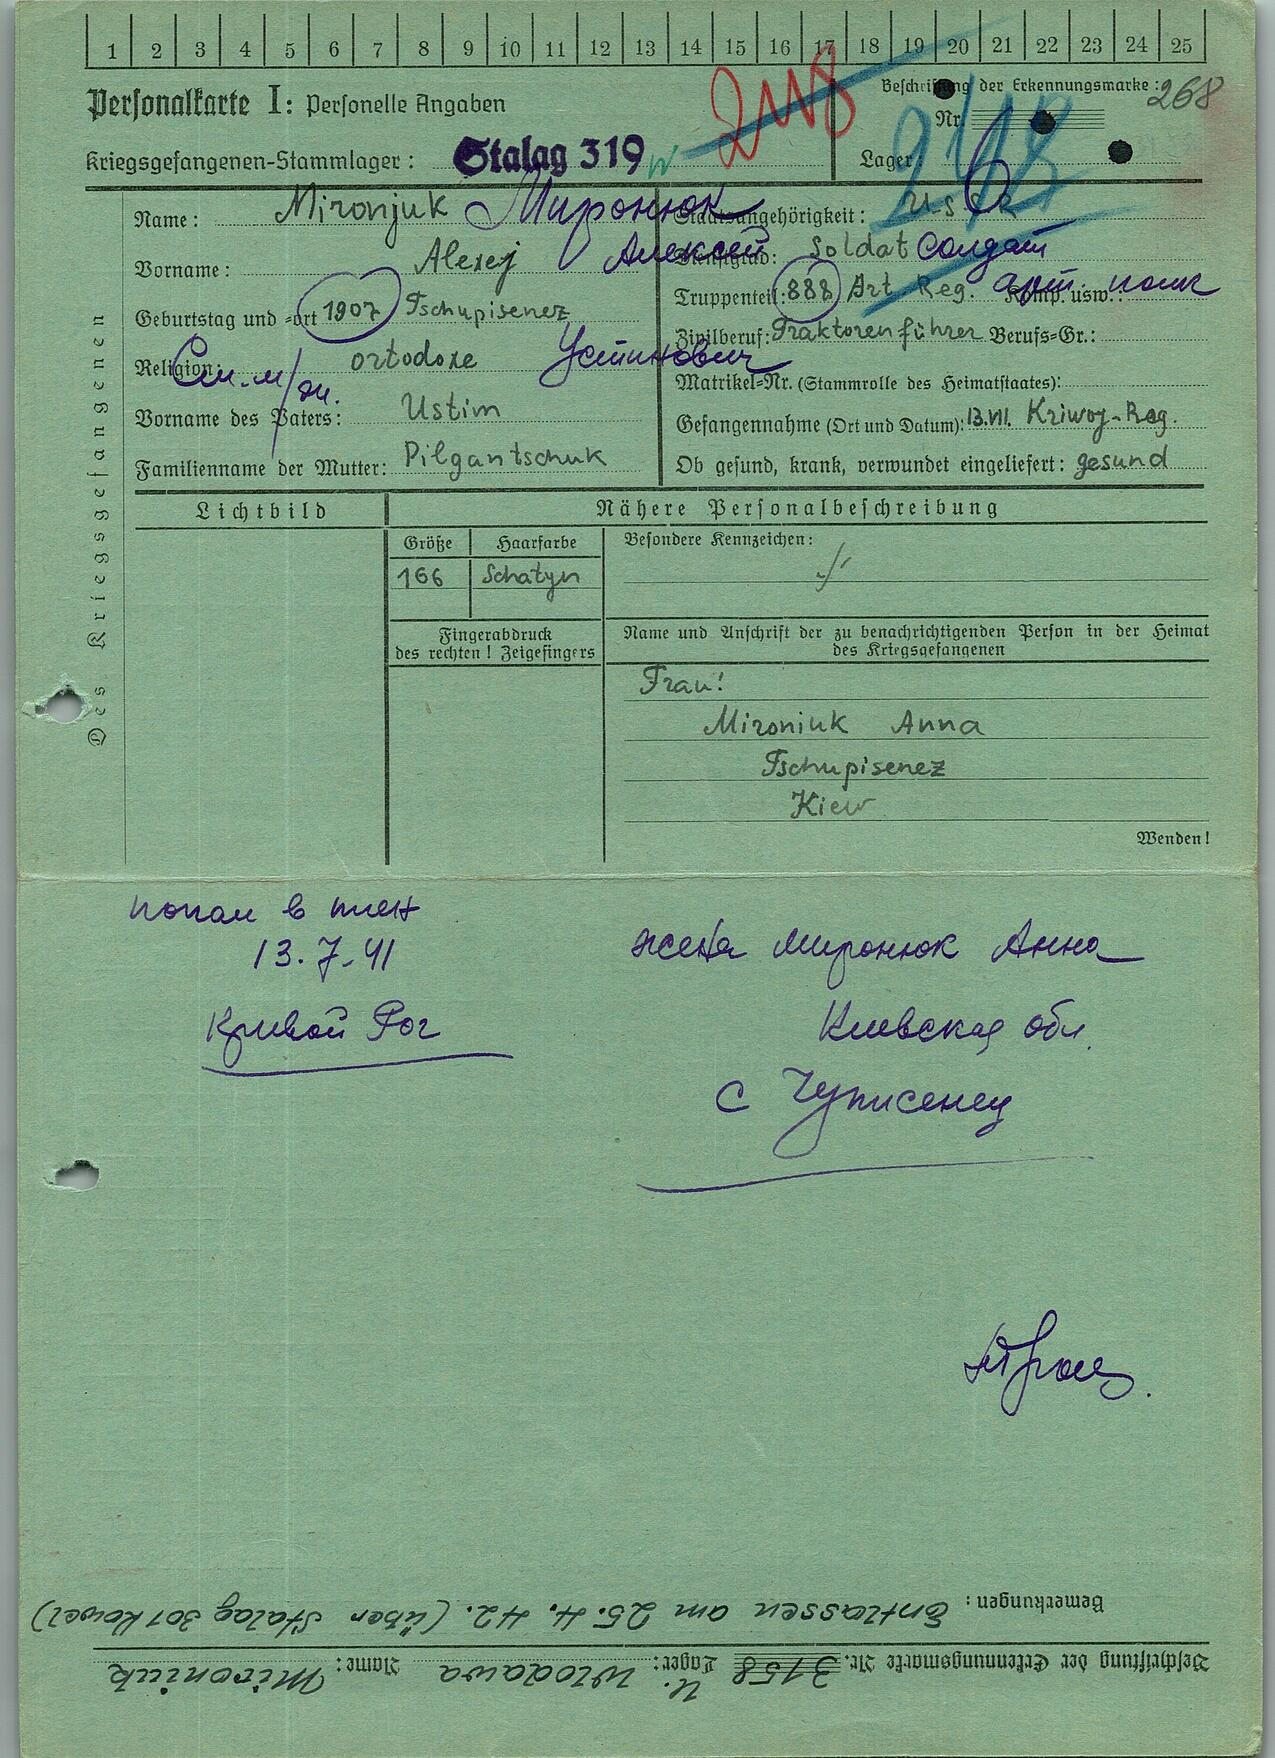 1 2 3 4 5 6 7 8 9 10 11 12 13 14 15 16 17 18 19 20 21 22 23 24 25
Personalkarte I: Personelle Angaben
2448
Beschriftung der Erkennungsmarke: 268
Nr.
Kriegsgefangenen-Stammlager: Stalag 319
Lager:
Des Kriegsgefangenen
Name: Mironjuk Миронюк
Staatsangehörigkeit: U.S.S.R
Vorname: Alexej Алексей
Dienstgrad: Soldat Солдат
Geburtstag und =ort 1907 Tschupisenez
Truppenteil: 888 Art Reg. Komp. usw.: арт. полк
Zivilberuf: Traktorenführer Berufs=Gr.:
Religion: ortodoxe Устинович
См. н/об.
Matrikel=Nr. (Stammrolle des Heimatstaates):
Vorname des Vaters: Ustim
Gefangennahme (Ort und Datum): 13.VII. Kriwoj-Rog.
Familienname der Mutter: Pilgantschuk
Ob gesund, krank, verwundet eingeliefert: gesund
Lichtbild
Nähere Personalbeschreibung
Größe Haarfarbe
Besondere Kennzeichen:
166 Schatyn
Fingerabdruck
des rechten! Zeigefingers
Name und Anschrift der zu benachrichtigenden Person in der Heimat
des Kriegsgefangenen
Frau!
Mironiuk Anna
Tschupisenez
Kiew
Wenden!
попал в плен
13.7.41
Кривой Рог
жена Миронюк Анна
Киевская обл.
с Чуписенец
Bemerkungen: Entlassen am 25.4.42. (über Stalag 301 Kowel)
Beschriftung der Erkennungsmarke Nr. 3158 Lager: Wlodawa Name: Mironiuk